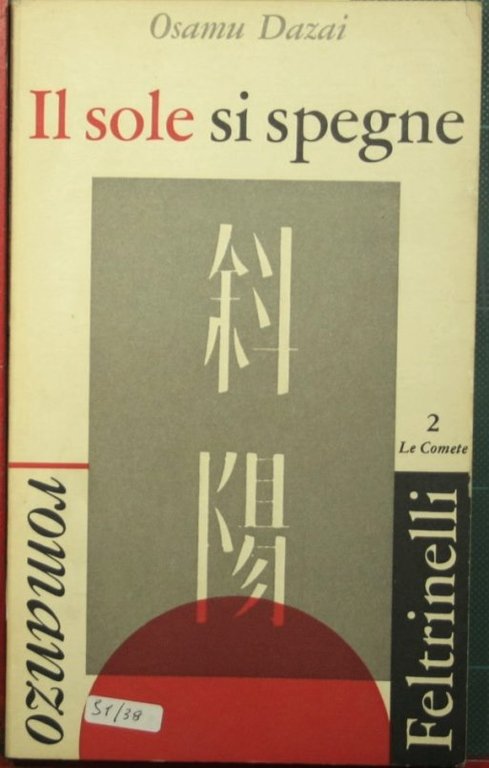 Osamu Dazai
Il sole si spegne
斜
陽
2
Le Comete
romanzo
Feltrinelli
51/38